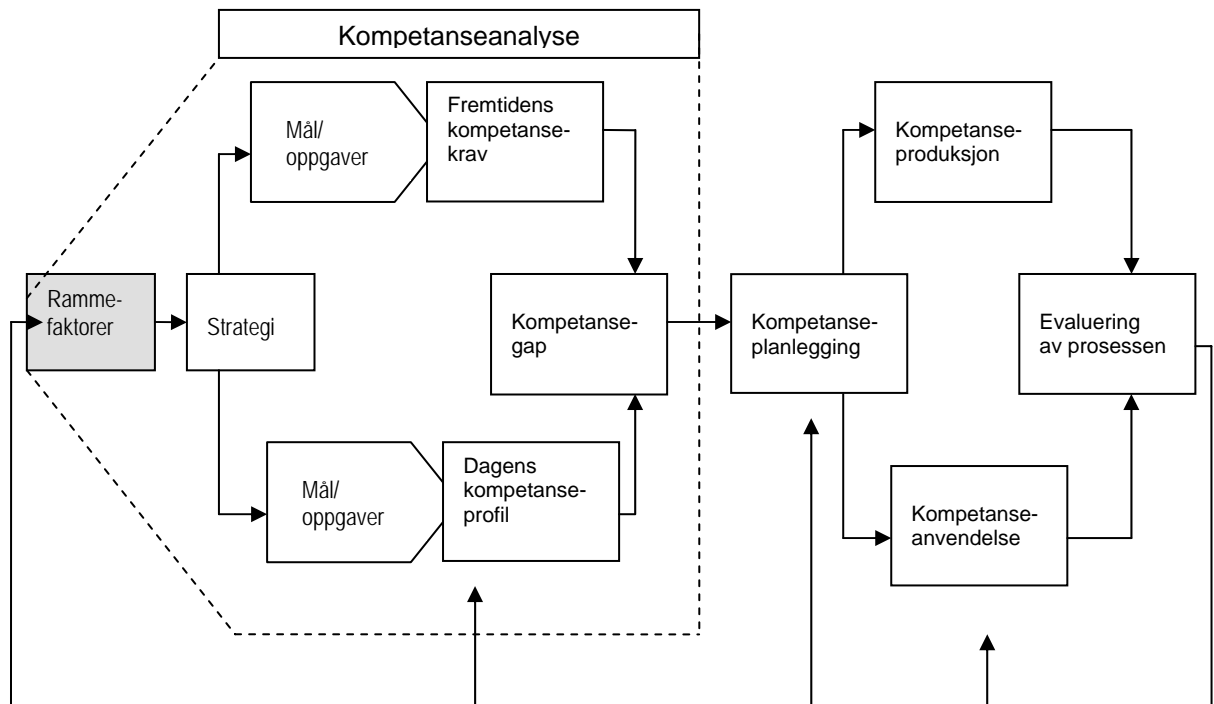 Kompetanseanalyse
Mål/
oppgaver
Fremtidens
kompetanse-
krav
Kompetanse-
produksjon
Ramme-
faktorer
Strategi
Kompetanse-
gap
Kompetanse-
planlegging
Evaluering
av prosessen
Mål/
oppgaver
Dagens
kompetanse-
profil
Kompetanse-
anvendelse